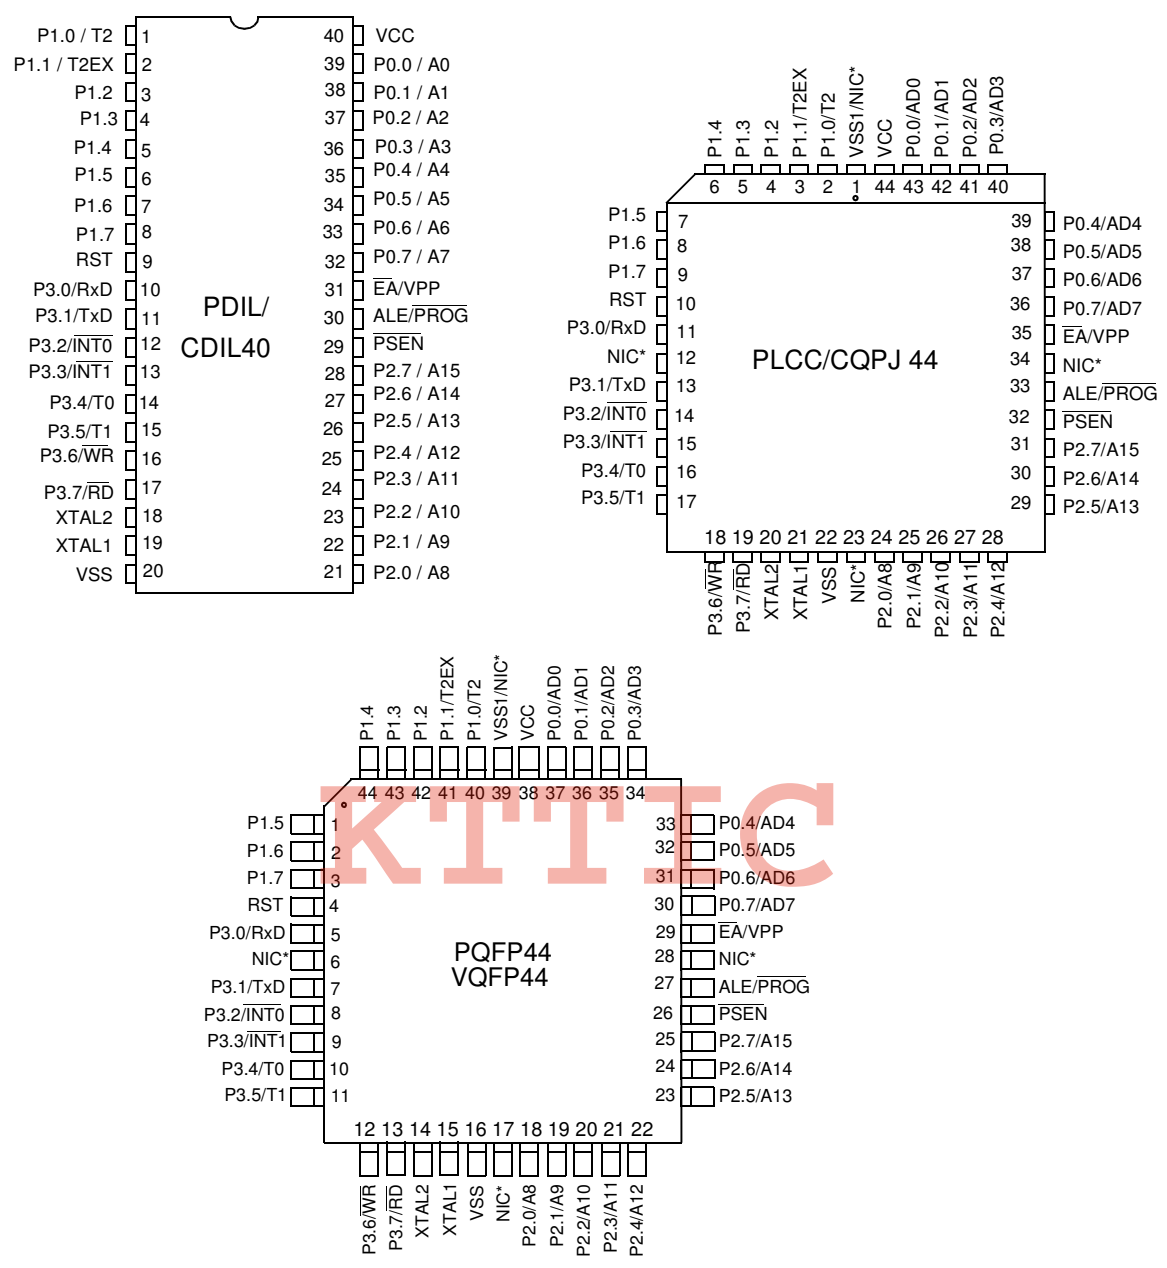 P1.0 / T2 1 40 VCC
P1.1 / T2EX 2 39 P0.0 / A0
P1.2 3 38 P0.1 / A1
P1.3 4 37 P0.2 / A2
P1.4 5 36 P0.3 / A3
P1.5 6 35 P0.4 / A4
P1.6 7 34 P0.5 / A5
P1.7 8 33 P0.6 / A6
RST 9 32 P0.7 / A7
P3.0/RxD 10 31 EA/VPP
P3.1/TxD 11 30 ALE/PROG
P3.2/INT0 12 29 PSEN
P3.3/INT1 13 28 P2.7 / A15
P3.4/T0 14 27 P2.6 / A14
P3.5/T1 15 26 P2.5 / A13
P3.6/WR 16 25 P2.4 / A12
P3.7/RD 17 24 P2.3 / A11
XTAL2 18 23 P2.2 / A10
XTAL1 19 22 P2.1 / A9
VSS 20 21 P2.0 / A8
PDIL/
CDIL40
P1.4
P1.3
P1.2
P1.1/T2EX
P1.0/T2
VSS1/NIC*
VCC
P0.0/AD0
P0.1/AD1
P0.2/AD2
P0.3/AD3
6 5 4 3 2 1 44 43 42 41 40
P1.5 7 39 P0.4/AD4
P1.6 8 38 P0.5/AD5
P1.7 9 37 P0.6/AD6
RST 10 36 P0.7/AD7
P3.0/RxD 11 35 EA/VPP
NIC* 12 34 NIC*
P3.1/TxD 13 33 ALE/PROG
P3.2/INT0 14 32 PSEN
P3.3/INT1 15 31 P2.7/A15
P3.4/T0 16 30 P2.6/A14
P3.5/T1 17 29 P2.5/A13
PLCC/CQPJ 44
18 19 20 21 22 23 24 25 26 27 28
P3.6/WR
P3.7/RD
XTAL2
XTAL1
VSS
NIC*
P2.0/A8
P2.1/A9
P2.2/A10
P2.3/A11
P2.4/A12
P1.4
P1.3
P1.2
P1.1/T2EX
P1.0/T2
VSS1/NIC*
VCC
P0.0/AD0
P0.1/AD1
P0.2/AD2
P0.3/AD3
44 43 42 41 40 39 38 37 36 35 34
KTTIC
P1.5 1 33 P0.4/AD4
P1.6 2 32 P0.5/AD5
P1.7 3 31 P0.6/AD6
RST 4 30 P0.7/AD7
P3.0/RxD 5 29 EA/VPP
NIC* 6 28 NIC*
P3.1/TxD 7 27 ALE/PROG
P3.2/INT0 8 26 PSEN
P3.3/INT1 9 25 P2.7/A15
P3.4/T0 10 24 P2.6/A14
P3.5/T1 11 23 P2.5/A13
PQFP44
VQFP44
12 13 14 15 16 17 18 19 20 21 22
P3.6/WR
P3.7/RD
XTAL2
XTAL1
VSS
NIC*
P2.0/A8
P2.1/A9
P2.2/A10
P2.3/A11
P2.4/A12